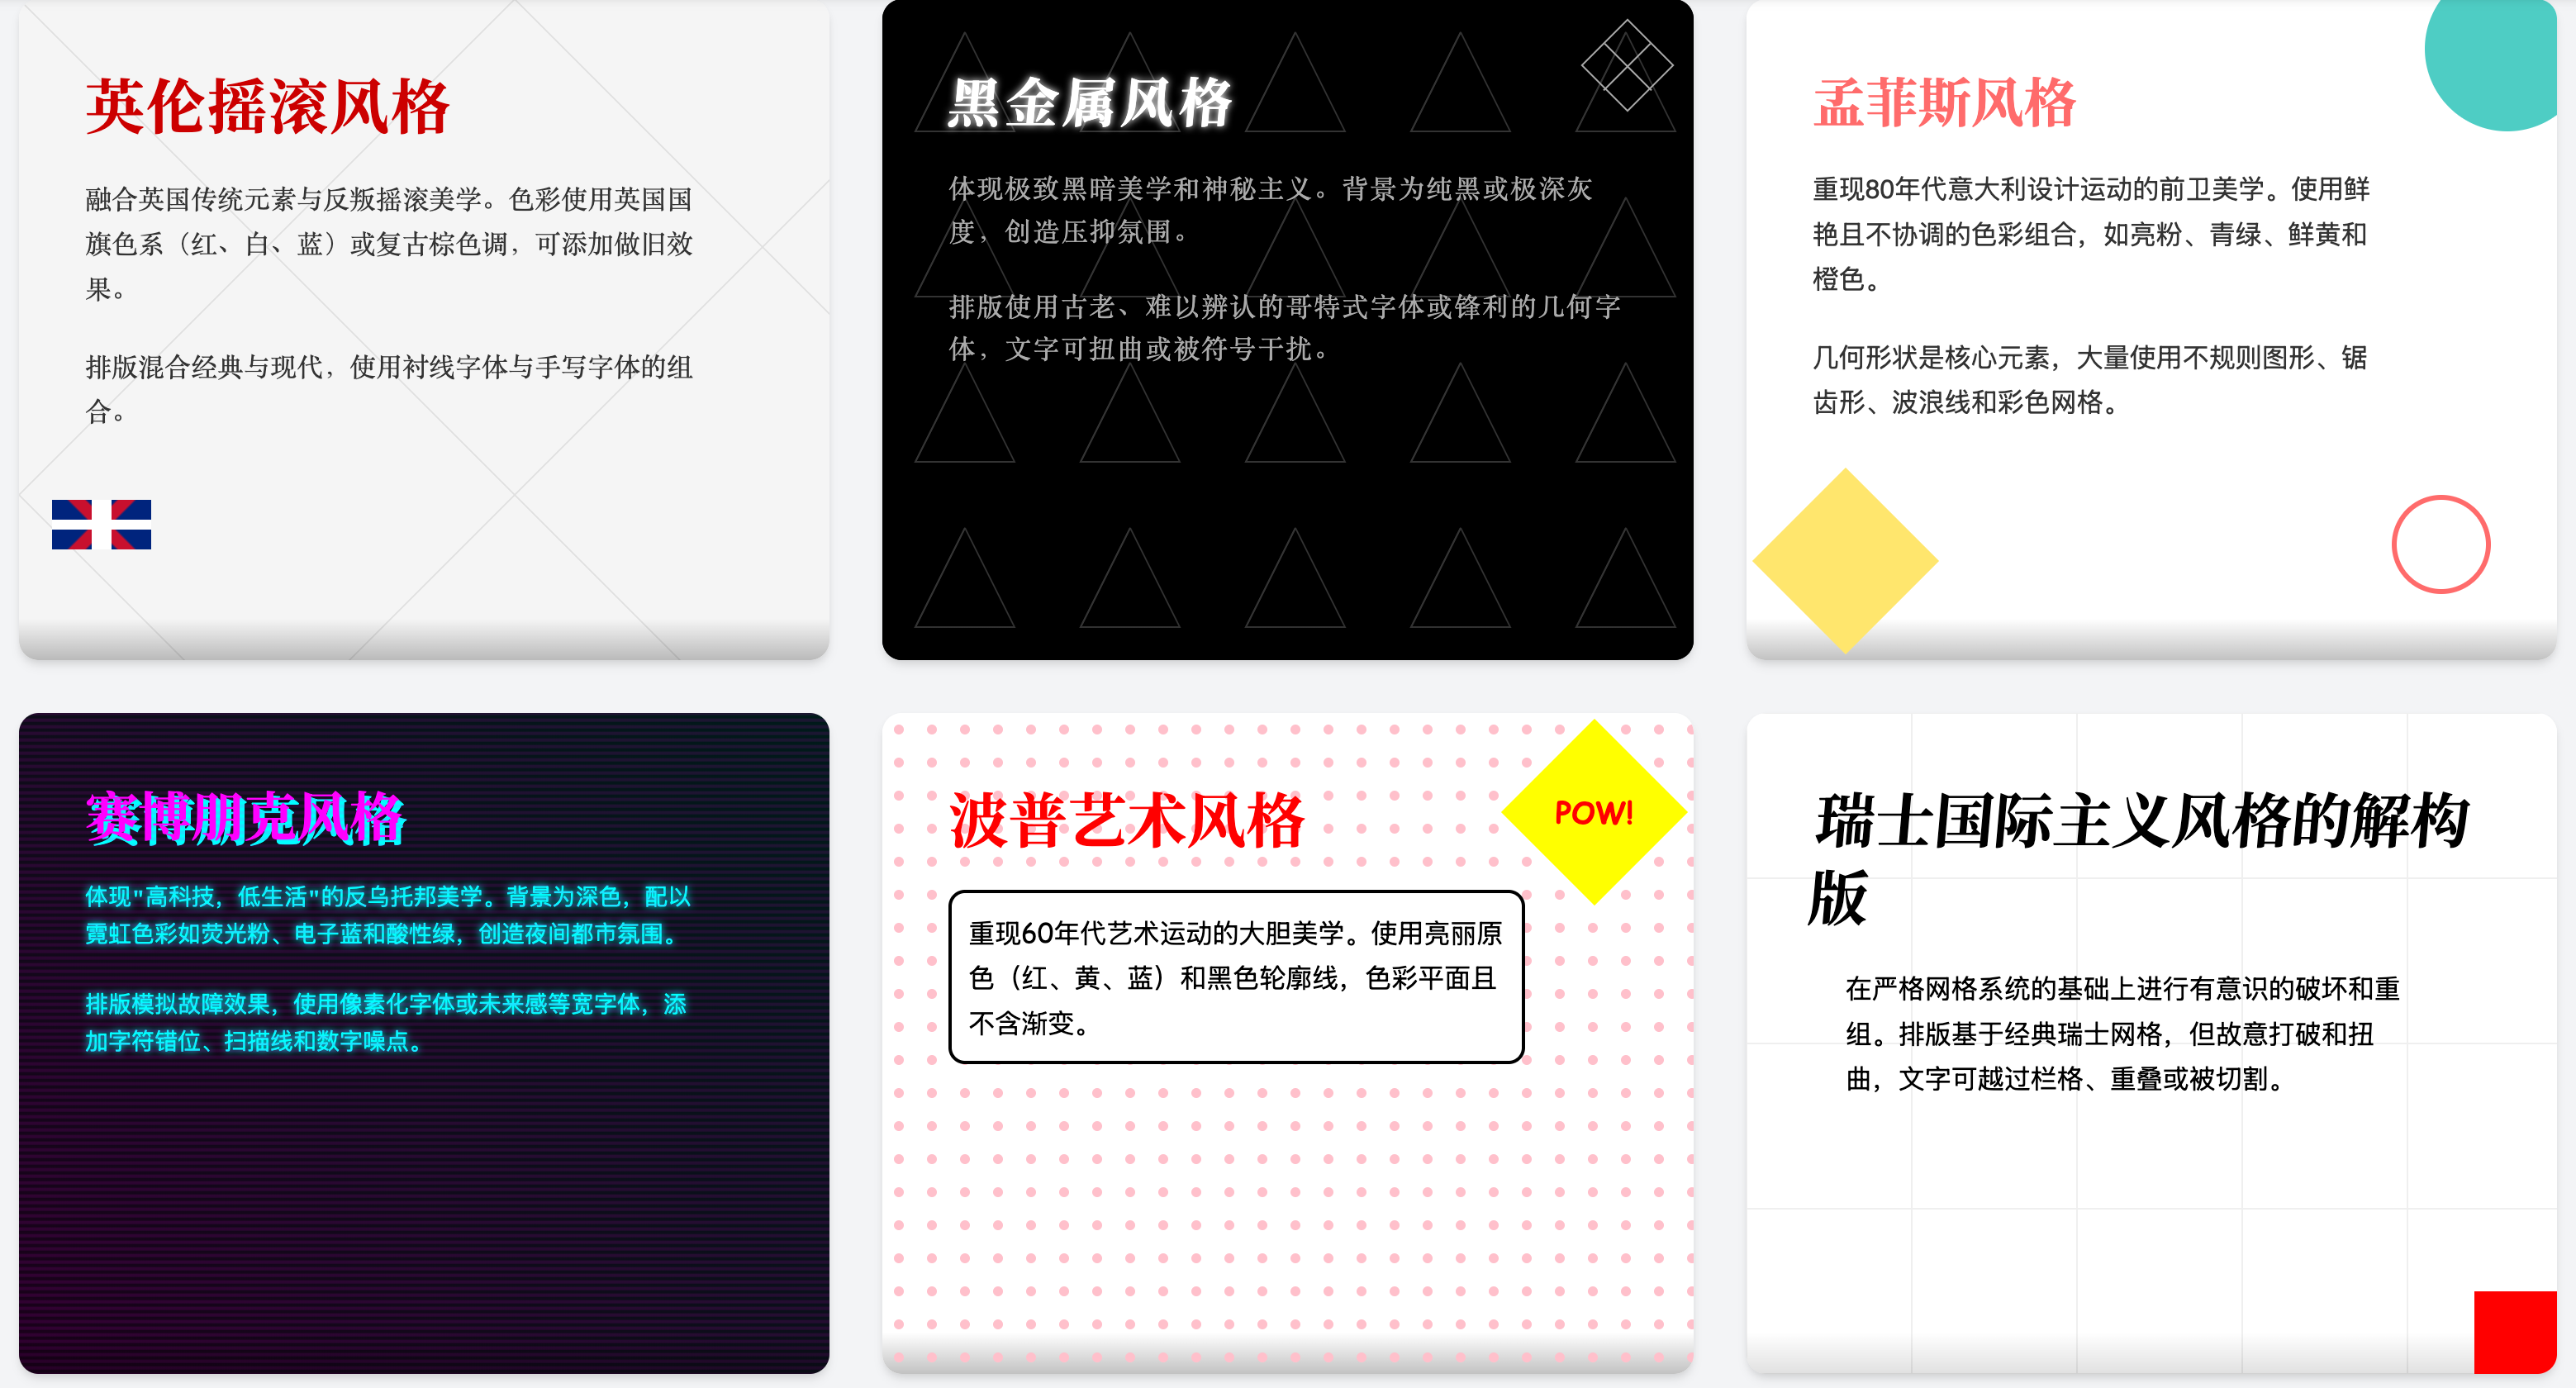 英伦摇滚风格
融合英国传统元素与反叛摇滚美学。色彩使用英国国
旗色系（红、白、蓝）或复古棕色调，可添加做旧效
果。
排版混合经典与现代，使用衬线字体与手写字体的组
合。
黑金属风格
体现极致黑暗美学和神秘主义。背景为纯黑或极深灰
度，创造压抑氛围。
排版使用古老、难以辨认的哥特式字体或锋利的几何字
体，文字可扭曲或被符号干扰。
孟菲斯风格
重现80年代意大利设计运动的前卫美学。使用鲜
艳且不协调的色彩组合，如亮粉、青绿、鲜黄和
橙色。
几何形状是核心元素，大量使用不规则图形、锯
齿形、波浪线和彩色网格。
赛博朋克风格
体现"高科技，低生活"的反乌托邦美学。背景为深色，配以
霓虹色彩如荧光粉、电子蓝和酸性绿，创造夜间都市氛围。
排版模拟故障效果，使用像素化字体或未来感等宽字体，添
加字符错位、扫描线和数字噪点。
波普艺术风格
POW!
重现60年代艺术运动的大胆美学。使用亮丽原
色（红、黄、蓝）和黑色轮廓线，色彩平面且
不含渐变。
瑞士国际主义风格的解构
版
在严格网格系统的基础上进行有意识的破坏和重
组。排版基于经典瑞士网格，但故意打破和扭
曲，文字可越过栏格、重叠或被切割。